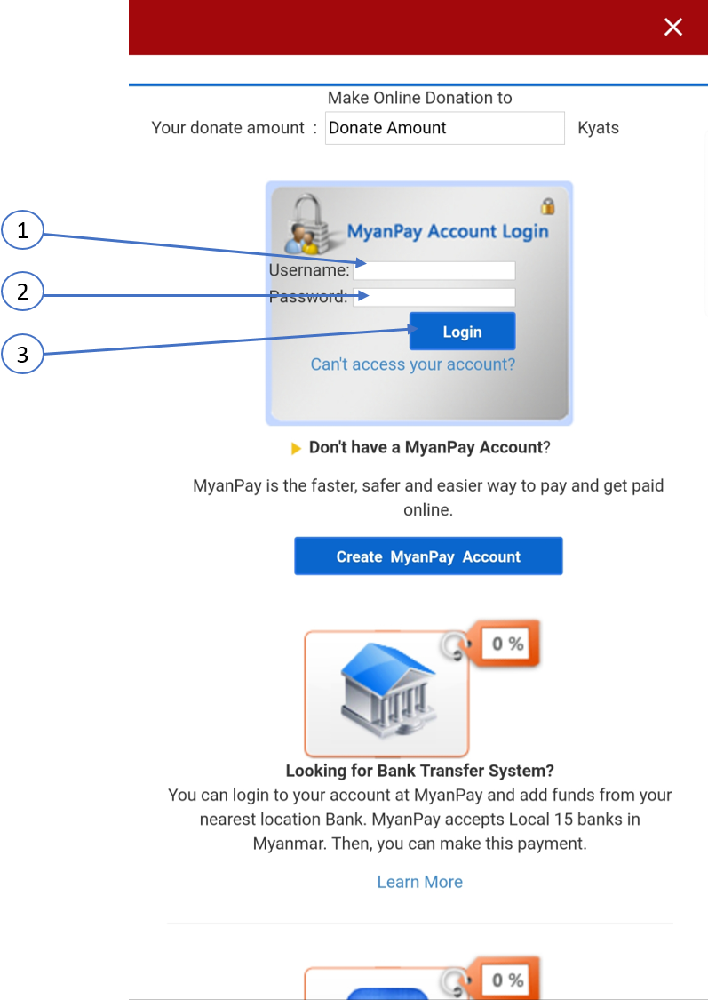 Make Online Donation to
Your donate amount : Donate Amount Kyats
MyanPay Account Login
1
Username:
2
Password:
3
Login
Can't access your account?
Don't have a MyanPay Account?
MyanPay is the faster, safer and easier way to pay and get paid
online.
Create MyanPay Account
0 %
Looking for Bank Transfer System?
You can login to your account at MyanPay and add funds from your
nearest location Bank. MyanPay accepts Local 15 banks in
Myanmar. Then, you can make this payment.
Learn More
0 %